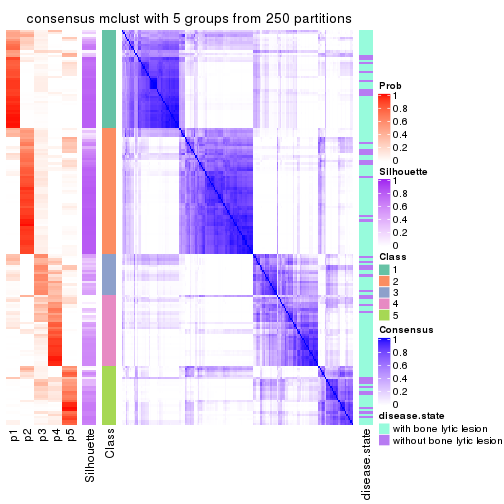 consensus mclust with 5 groups from 250 partitions
Prob
1
0.8
0.6
0.4
0.2
0
Silhouette
1
0.8
0.6
0.4
0.2
0
Class
1
2
3
4
5
Consensus
1
0.8
0.6
0.4
0.2
0
disease.state
with bone lytic lesion
without bone lytic lesion
p1
p2
p3
p4
p5
Silhouette
Class
disease.state